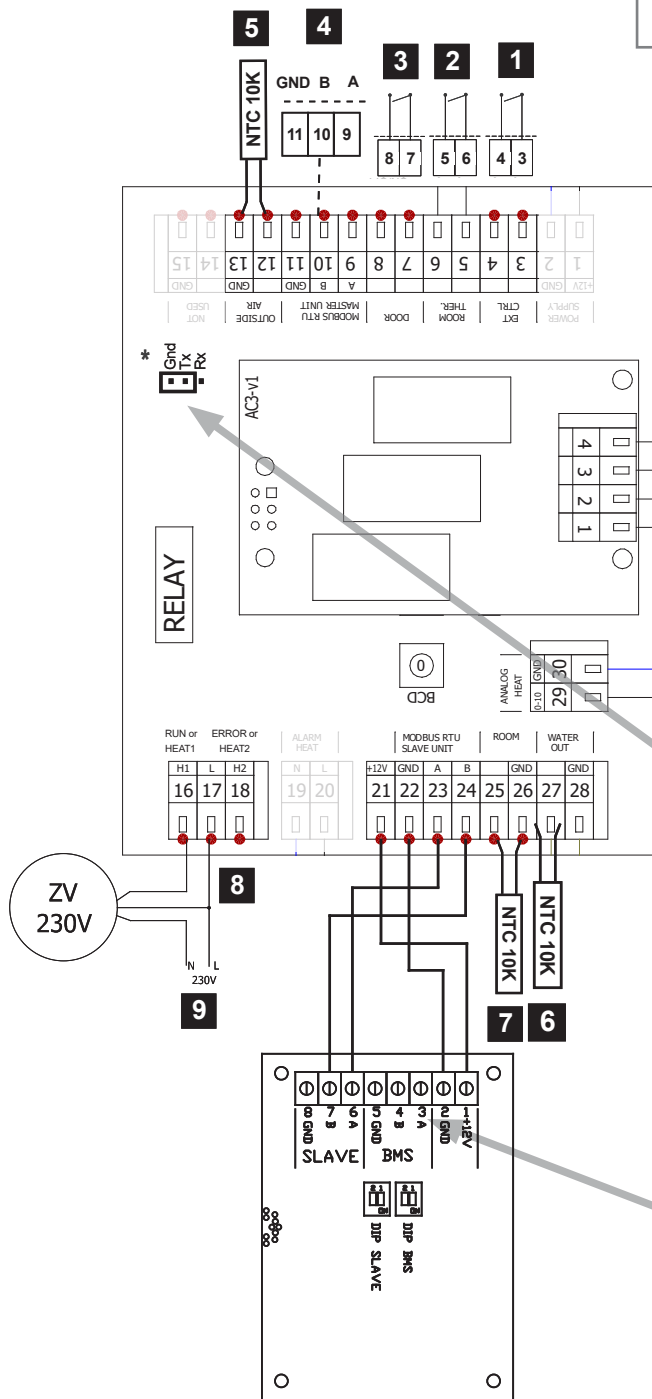 5 4 3 2 1
NTC 10K
GND B A
11 10 9
8 7
5 6
4 3
15 14 13 12 11 10 9 8 7 6 5 4 3 2 1
GND GND GND B A GND +12V
NOT USED
OUTSIDE AIR
MODBUS RTU MASTER UNIT
DOOR
ROOM THER.
EXT CTRL
POWER SUPPLY
*
Gnd
Tx
Rx
AC3-v1
4
3
2
1
RELAY
0
BCD
ANALOG HEAT
0-10 GND
29 30
RUN or HEAT1
ERROR or HEAT2
ALARM HEAT
MODBUS RTU SLAVE UNIT
ROOM
WATER OUT
H1 L H2 N L +12V GND A B GND GND
16 17 18 19 20 21 22 23 24 25 26 27 28
8
ZV
230V
N L
230V
9
NTC 10K
NTC 10K
7 6
8 GND
7 B
6 A
5 GND
4 B
3 A
2 GND
1 +12V
SLAVE BMS
2 1
ON
2 1
ON
DIP SLAVE
DIP BMS